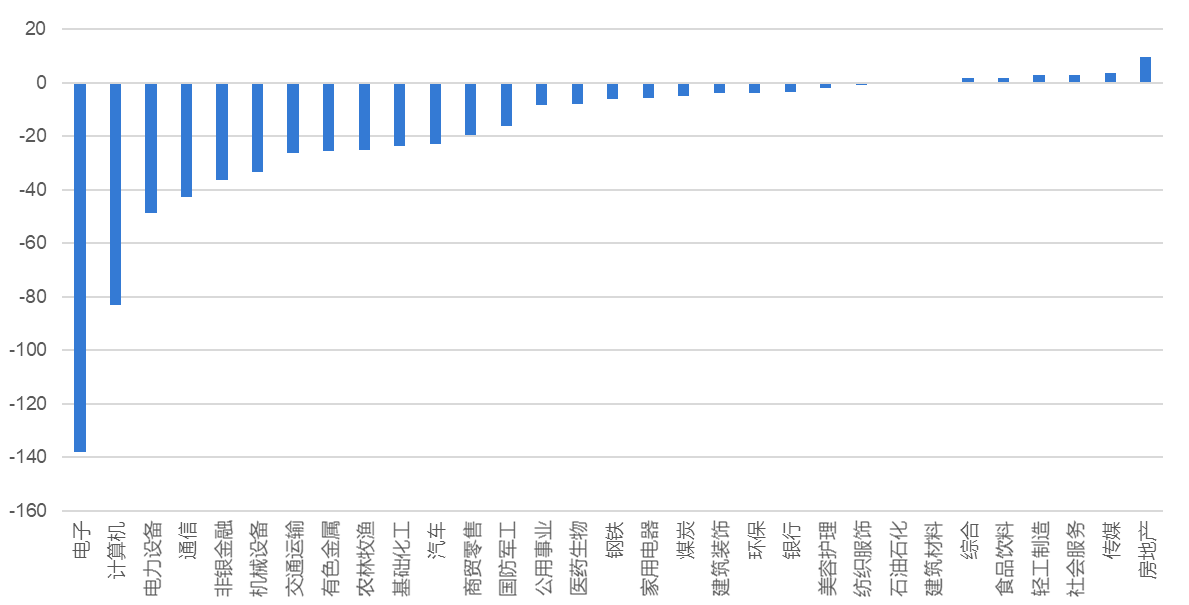 20
0
-20
-40
-60
-80
-100
-120
-140
-160
电子
计算机
电力设备
通信
非银金融
机械设备
交通运输
有色金属
农林牧渔
基础化工
汽车
商贸零售
国防军工
公用事业
医药生物
钢铁
家用电器
煤炭
建筑装饰
环保
银行
美容护理
纺织服饰
石油石化
建筑材料
综合
食品饮料
轻工制造
社会服务
传媒
房地产